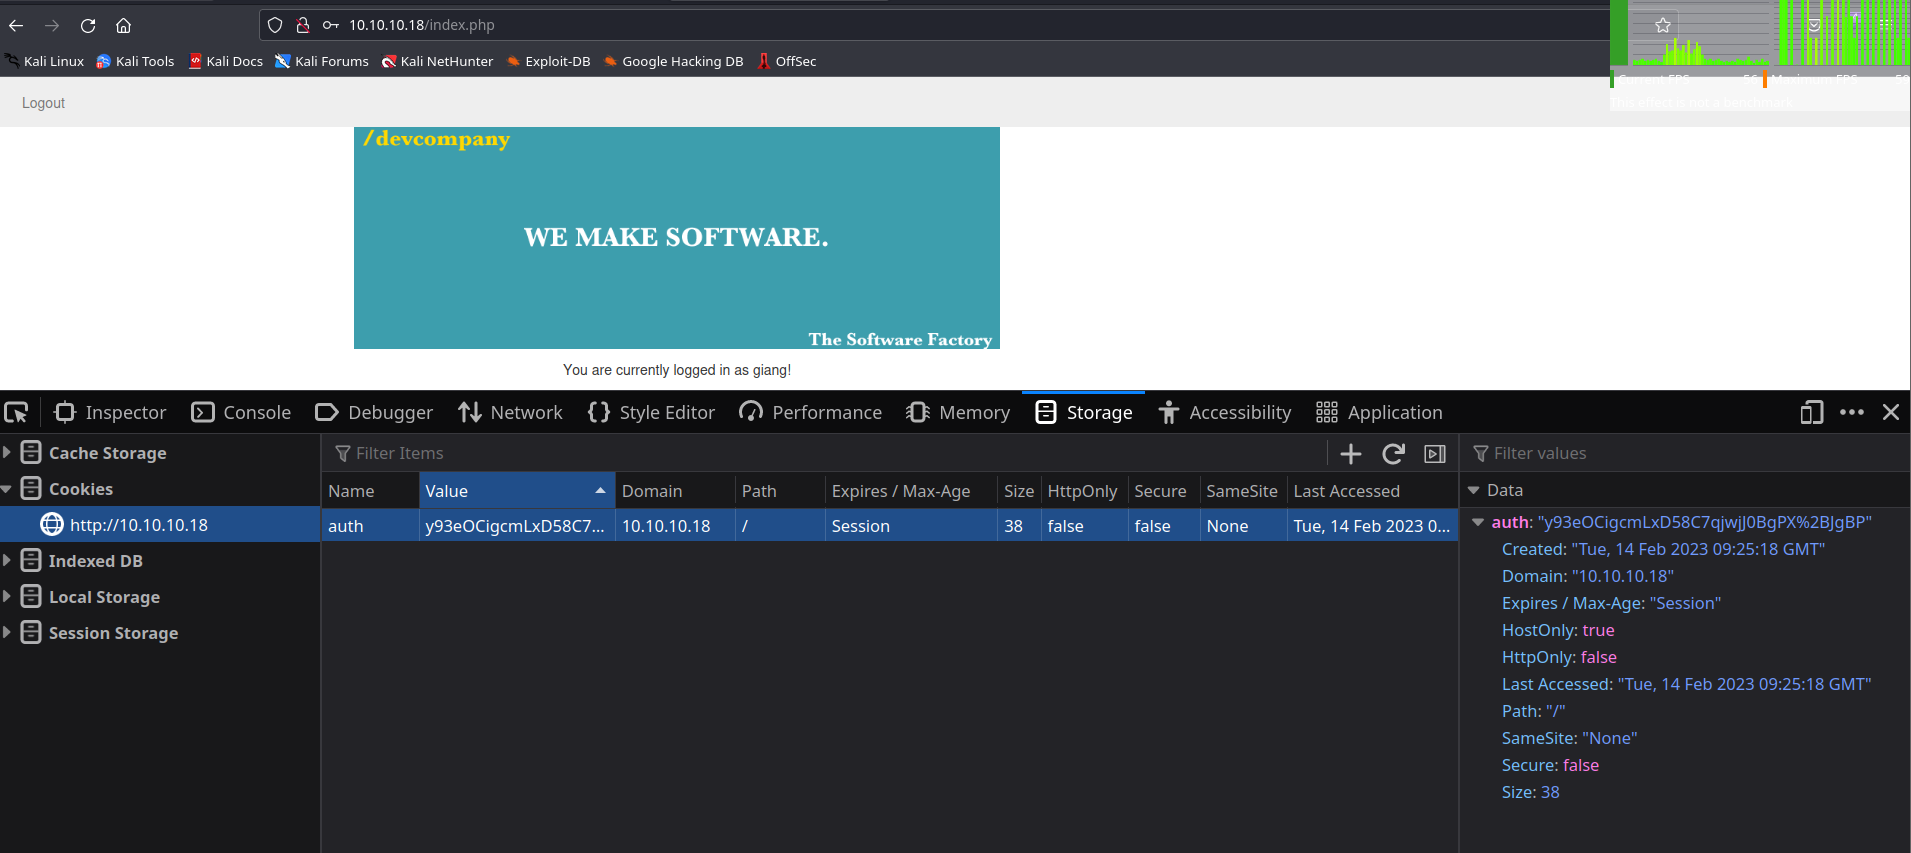 10.10.10.18/index.php
Kali Linux Kali Tools Kali Docs Kali Forums Kali NetHunter Exploit-DB Google Hacking DB OffSec
This effect is not a benchmark
Logout
/devcompany
WE MAKE SOFTWARE.
The Software Factory
You are currently logged in as giang!
Inspector Console Debugger Network Style Editor Performance Memory Storage Accessibility Application
Cache Storage
Cookies
http://10.10.10.18
Indexed DB
Local Storage
Session Storage
Filter Items
Name Value Domain Path Expires / Max-Age Size HttpOnly Secure SameSite Last Accessed
auth y93eOCigcmLxD58C7... 10.10.10.18 / Session 38 false false None Tue, 14 Feb 2023 0...
Filter values
Data
auth: "y93eOCigcmLxD58C7qjwjJ0BgPX%2BJgBP"
Created: "Tue, 14 Feb 2023 09:25:18 GMT"
Domain: "10.10.10.18"
Expires / Max-Age: "Session"
HostOnly: true
HttpOnly: false
Last Accessed: "Tue, 14 Feb 2023 09:25:18 GMT"
Path: "/"
SameSite: "None"
Secure: false
Size: 38